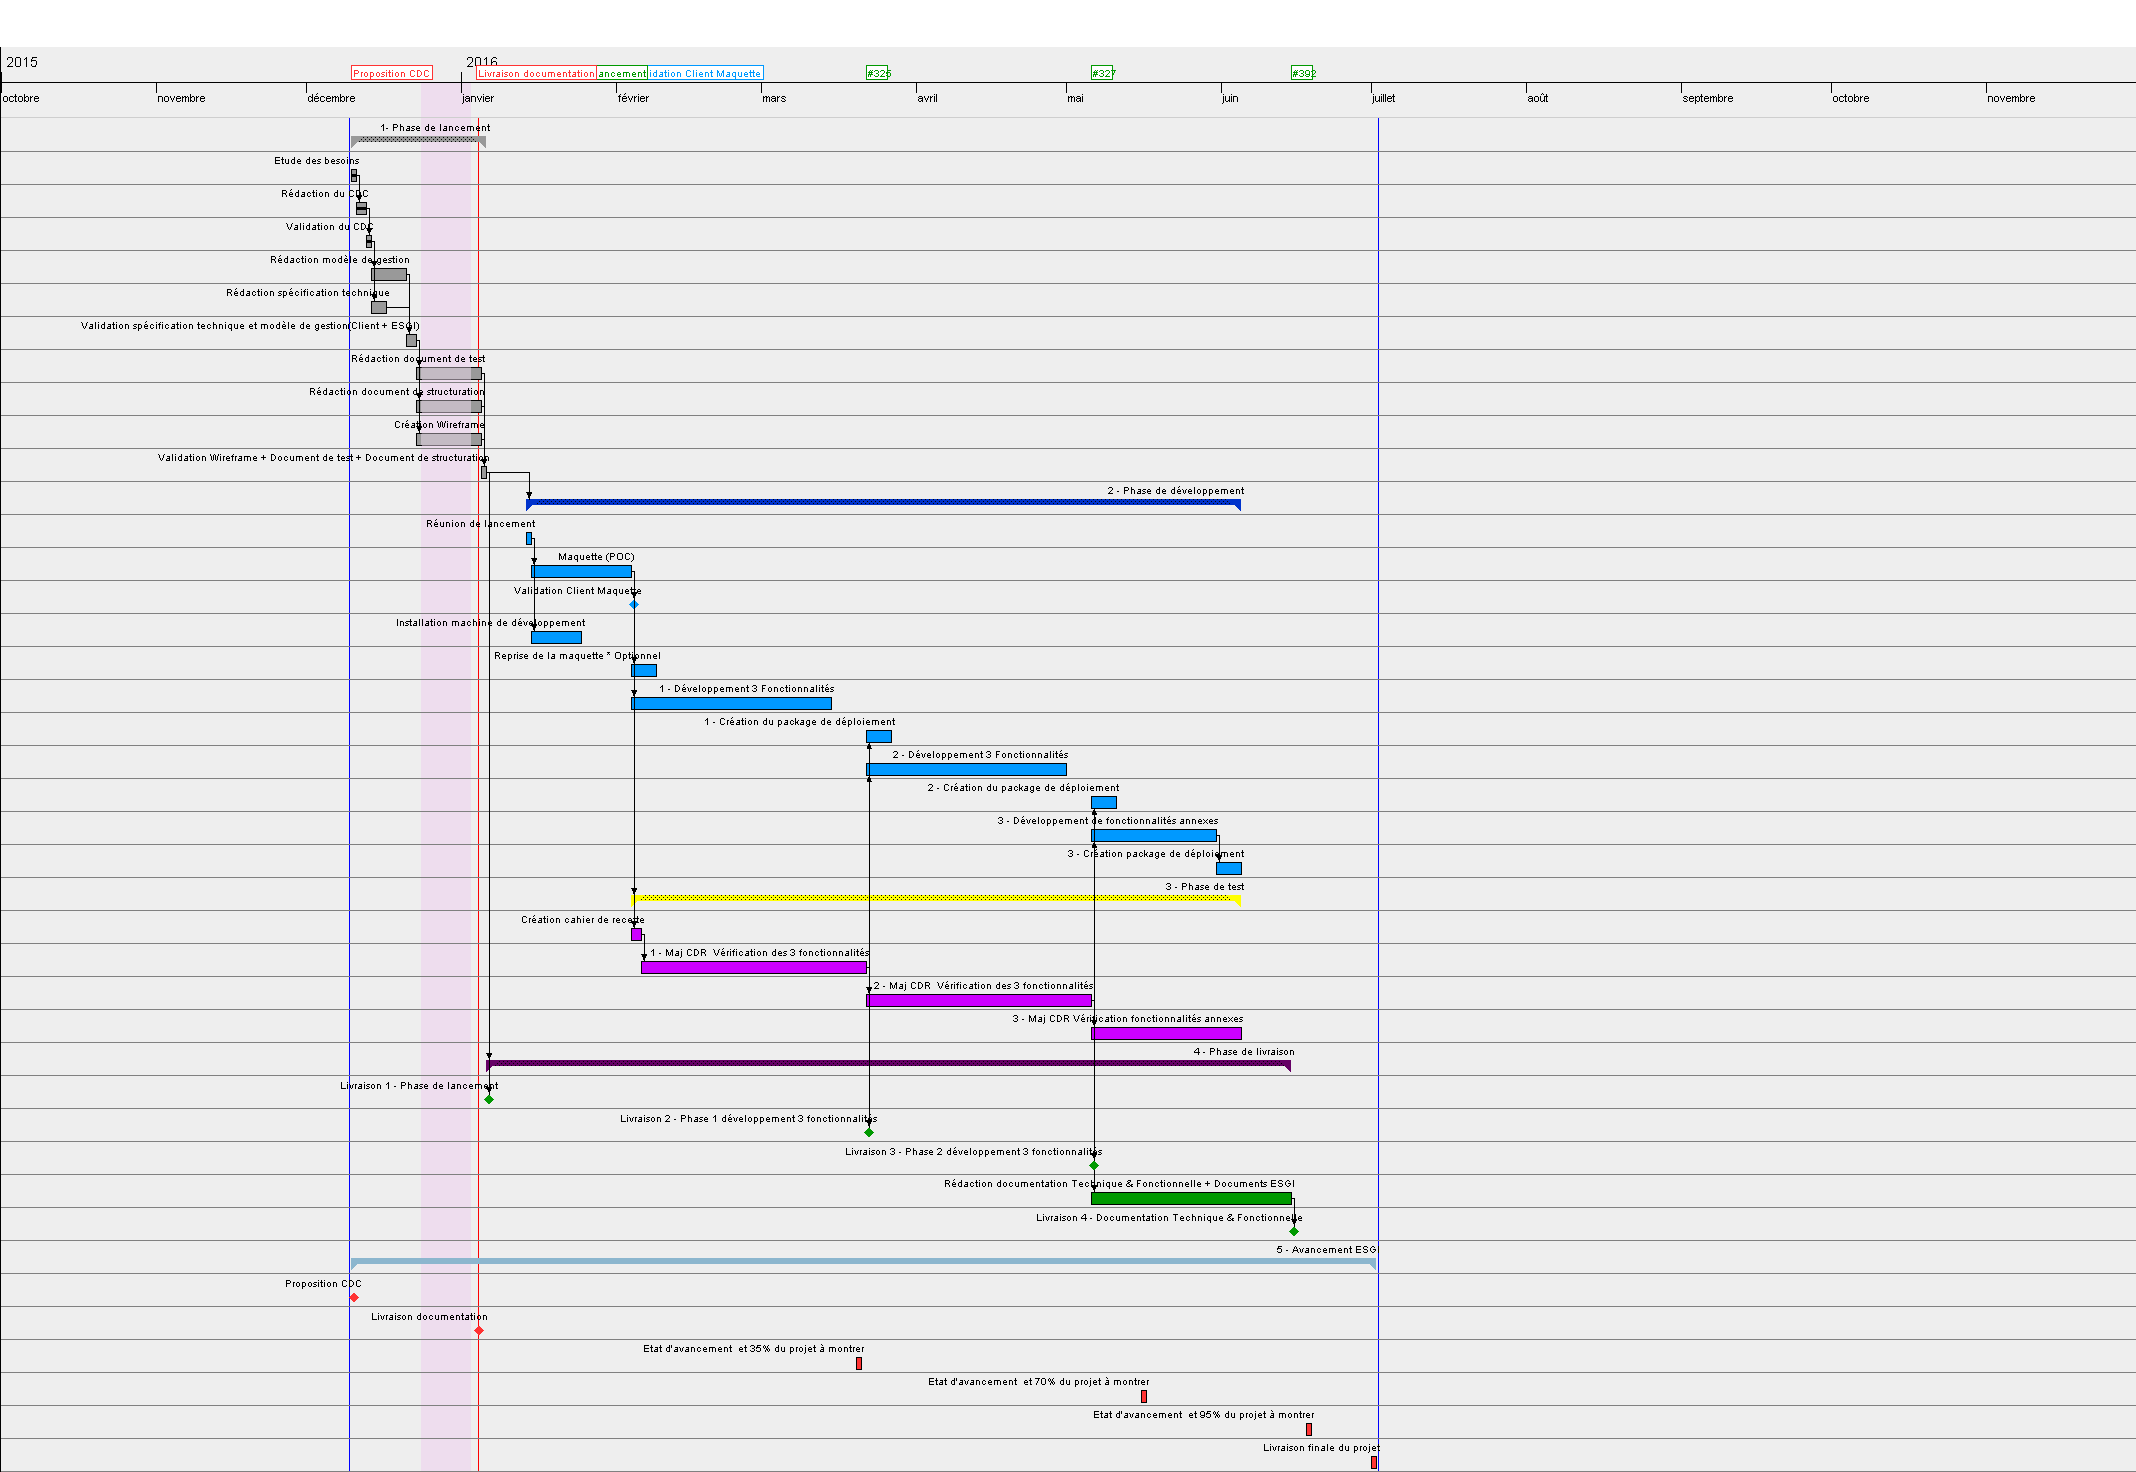 2015 2016
Proposition CDC Livraison documentation ancement idation Client Maquette #326 #327 #392
octobre novembre décembre janvier février mars avril mai juin juillet août septembre octobre novembre
1- Phase de lancement
Etude des besoins
Rédaction du CDC
Validation du CDC
Rédaction modèle de gestion
Rédaction spécification technique
Validation spécification technique et modèle de gestion(Client + ESGI)
Rédaction document de test
Rédaction document de structuration
Création Wireframe
Validation Wireframe + Document de test + Document de structuration
2 - Phase de développement
Réunion de lancement
Maquette (POC)
Validation Client Maquette
Installation machine de développement
Reprise de la maquette * Optionnel
1 - Développement 3 Fonctionnalités
1 - Création du package de déploiement
2 - Développement 3 Fonctionnalités
2 - Création du package de déploiement
3 - Développement de fonctionnalités annexes
3 - Création package de déploiement
3 - Phase de test
Création cahier de recette
1 - Maj CDR  Vérification des 3 fonctionnalités
2 - Maj CDR  Vérification des 3 fonctionnalités
3 - Maj CDR Vérification fonctionnalités annexes
4 - Phase de livraison
Livraison 1 - Phase de lancement
Livraison 2 - Phase 1 développement 3 fonctionnalités
Livraison 3 - Phase 2 développement 3 fonctionnalités
Rédaction documentation Technique & Fonctionnelle + Documents ESGI
Livraison 4 - Documentation Technique & Fonctionnelle
5 - Avancement ESGI
Proposition CDC
Livraison documentation
Etat d'avancement  et 35% du projet à montrer
Etat d'avancement  et 70% du projet à montrer
Etat d'avancement  et 95% du projet à montrer
Livraison finale du projet